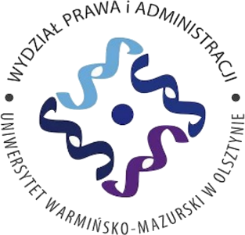 • WYDZIAŁ PRAWA i ADMINISTRACJI •
UNIWERSYTET WARMIŃSKO-MAZURSKI W OLSZTYNIE